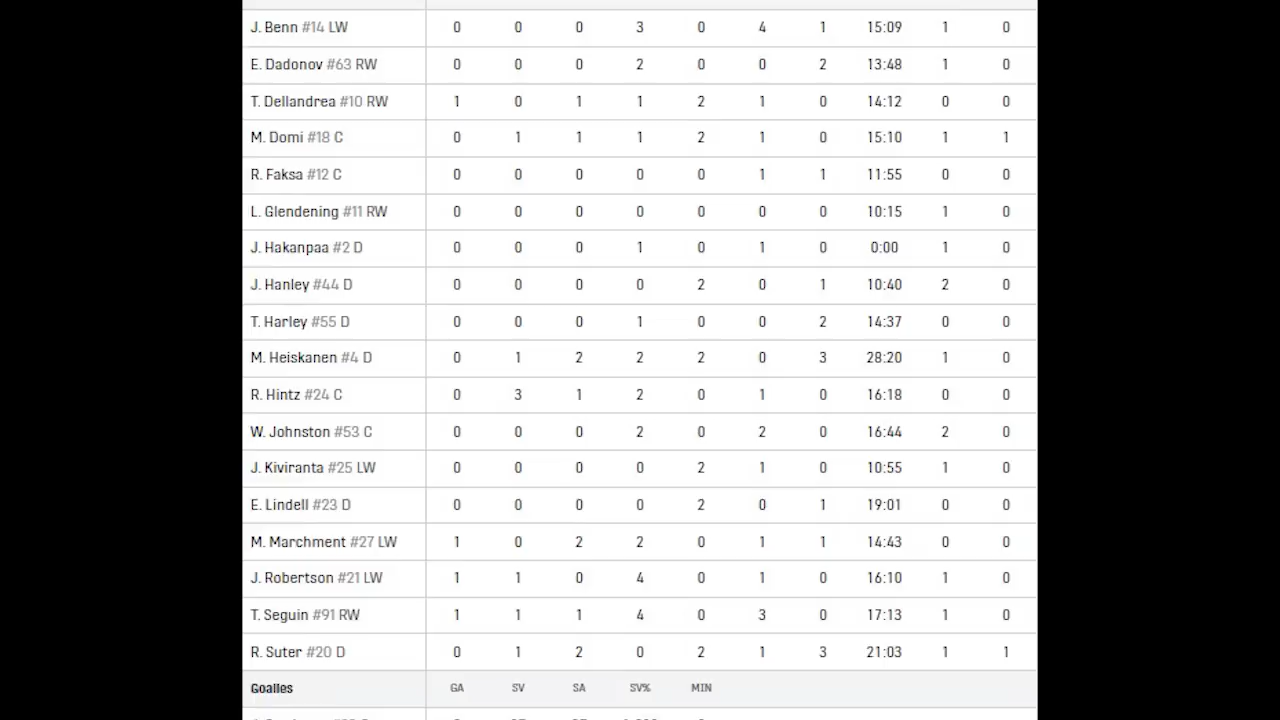 J. Benn #14 LW 0 0 0 3 0 4 1 15:09 1 0
E. Dadonov #63 RW 0 0 0 2 0 0 2 13:48 1 0
T. Dellandrea #10 RW 1 0 1 1 2 1 0 14:12 0 0
M. Domi #18 C 0 1 1 1 2 1 0 15:10 1 1
R. Faksa #12 C 0 0 0 0 0 1 1 11:55 0 0
L. Glendening #11 RW 0 0 0 0 0 0 0 10:15 1 0
J. Hakanpaa #2 D 0 0 0 1 0 1 0 0:00 1 0
J. Hanley #44 D 0 0 0 0 2 0 1 10:40 2 0
T. Harley #55 D 0 0 0 1 0 0 2 14:37 0 0
M. Heiskanen #4 D 0 1 2 2 2 0 3 28:20 1 0
R. Hintz #24 C 0 3 1 2 0 1 0 16:18 0 0
W. Johnston #53 C 0 0 0 2 0 2 0 16:44 2 0
J. Kiviranta #25 LW 0 0 0 0 2 1 0 10:55 1 0
E. Lindell #23 D 0 0 0 0 2 0 1 19:01 0 0
M. Marchment #27 LW 1 0 2 2 0 1 1 14:43 0 0
J. Robertson #21 LW 1 1 0 4 0 1 0 16:10 1 0
T. Seguin #91 RW 1 1 1 4 0 3 0 17:13 1 0
R. Suter #20 D 0 1 2 0 2 1 3 21:03 1 1
Goalies GA SV SA SV% MIN